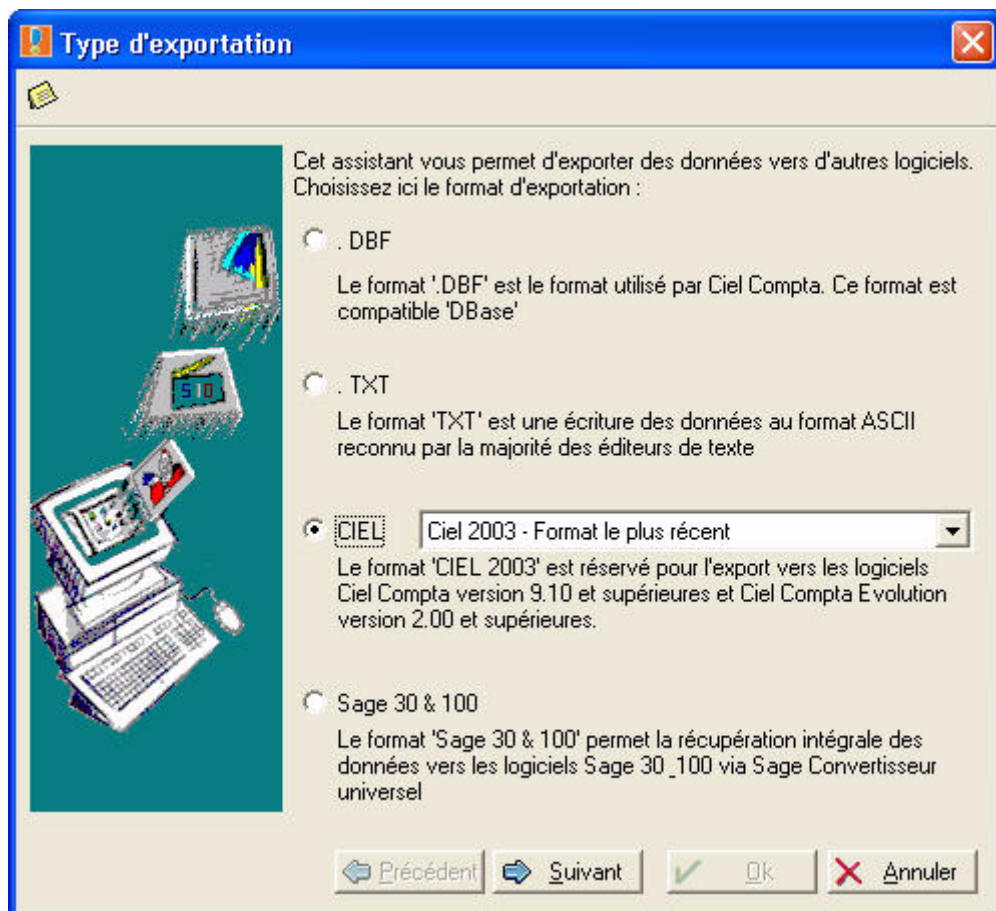 Type d'exportation
Cet assistant vous permet d'exporter des données vers d'autres logiciels.
Choisissez ici le format d'exportation :
. DBF
Le format '.DBF' est le format utilisé par Ciel Compta. Ce format est
compatible 'DBase'
. TXT
Le format 'TXT' est une écriture des données au format ASCII
reconnu par la majorité des éditeurs de texte
CIEL Ciel 2003 - Format le plus récent
Le format 'CIEL 2003' est réservé pour l'export vers les logiciels
Ciel Compta version 9.10 et supérieures et Ciel Compta Evolution
version 2.00 et supérieures.
Sage 30 & 100
Le format 'Sage 30 & 100' permet la récupération intégrale des
données vers les logiciels Sage 30_100 via Sage Convertisseur
universel
Précédent Suivant Ok Annuler